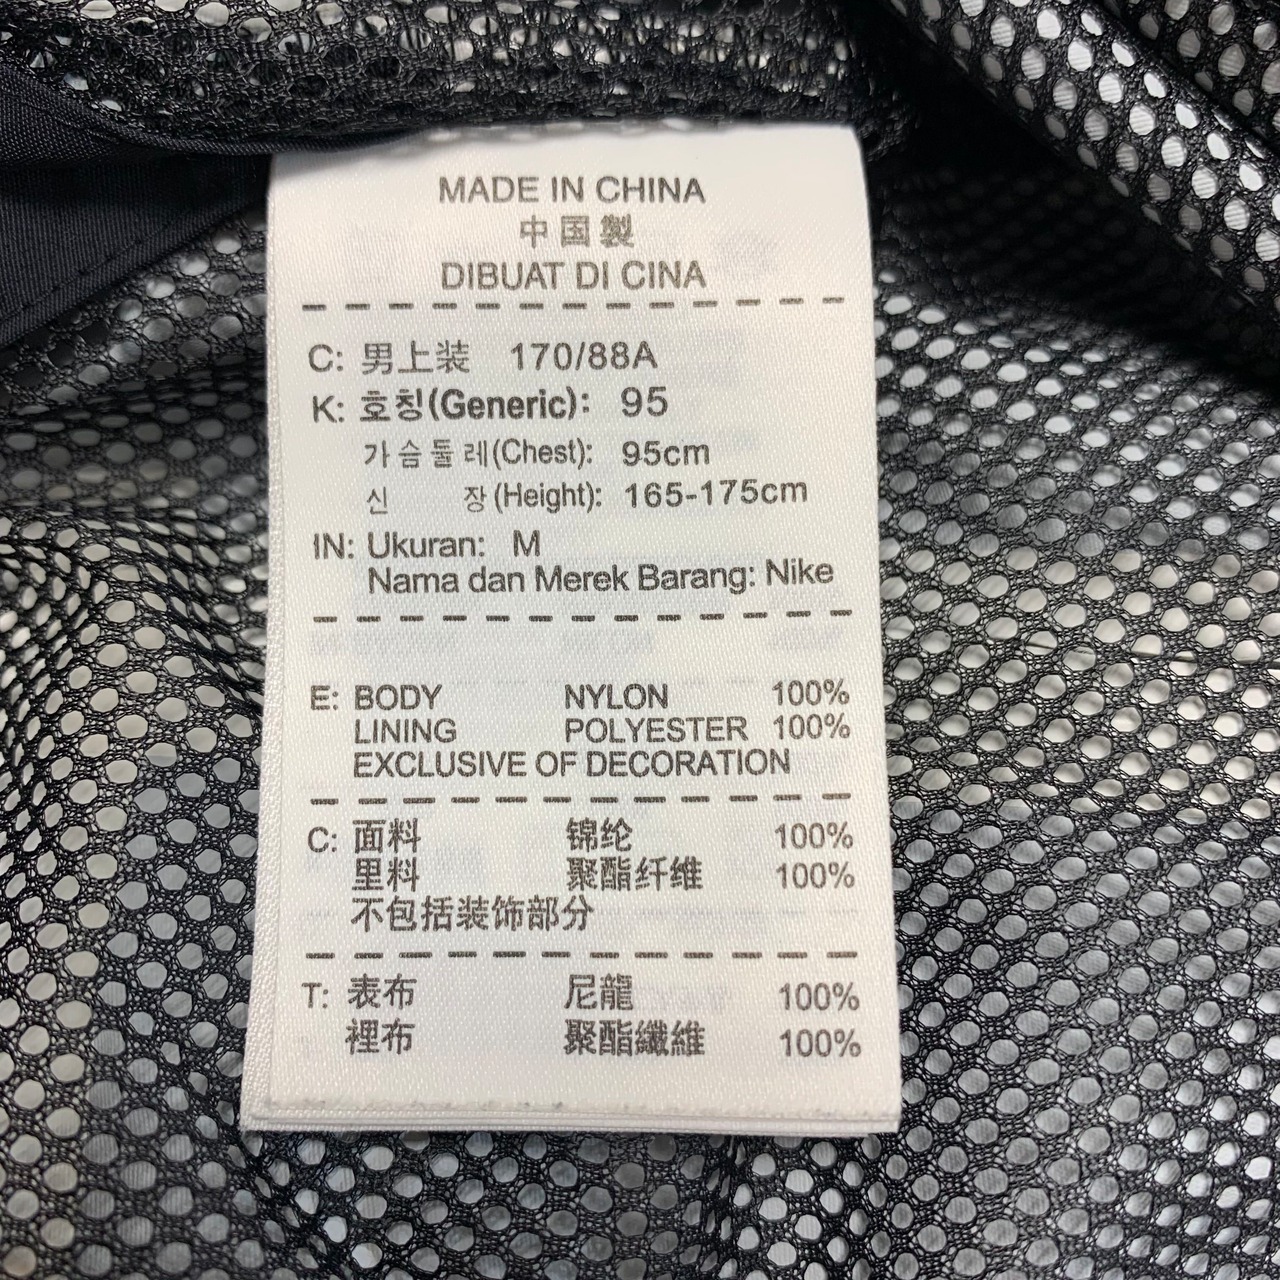 MADE IN CHINA
中国製
DIBUAT DI CINA
C: 男上装 170/88A
K: 호칭(Generic): 95
가슴둘레(Chest): 95cm
신 장(Height): 165-175cm
IN: Ukuran: M
Nama dan Merek Barang: Nike
E: BODY NYLON 100%
LINING POLYESTER 100%
EXCLUSIVE OF DECORATION
C: 面料 锦纶 100%
里料 聚酯纤维 100%
不包括装饰部分
T: 表布 尼龍 100%
裡布 聚酯纖維 100%